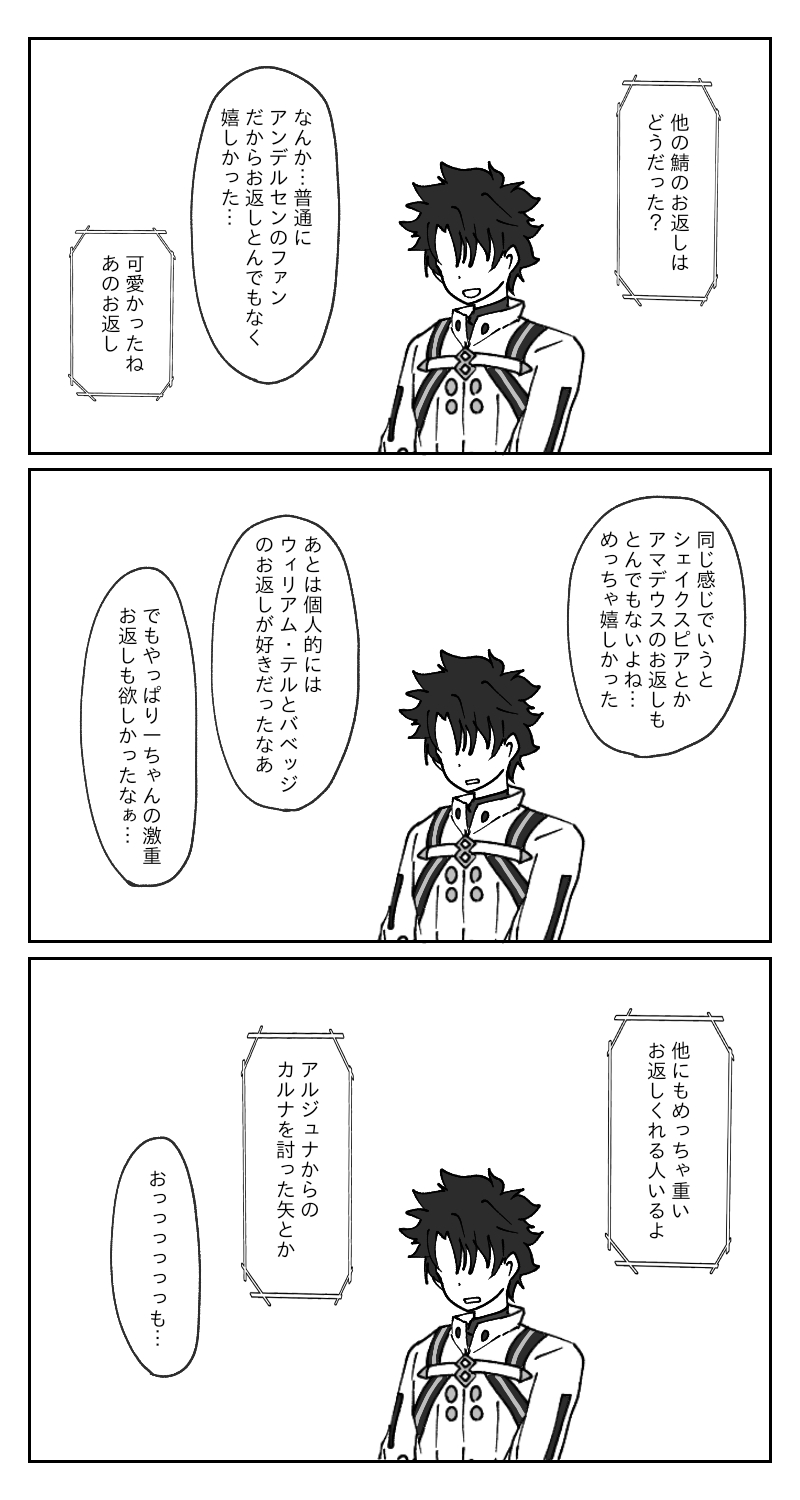 他の鯖のお返しは
どうだった？
なんか…普通に
アンデルセンのファン
だからお返しとんでもなく
嬉しかった…
可愛かったね
あのお返し
同じ感じでいうと
シェイクスピアとか
アマデウスのお返しも
とんでもないよね…
めっちゃ嬉しかった
あとは個人的には
ウィリアム・テルとバベッジ
のお返しが好きだったなあ
でもやっぱり一ちゃんの激重
お返しも欲しかったなぁ…
他にもめっちゃ重い
お返しくれる人いるよ
アルジュナからの
カルナを討った矢とか
おっっっっっっも…